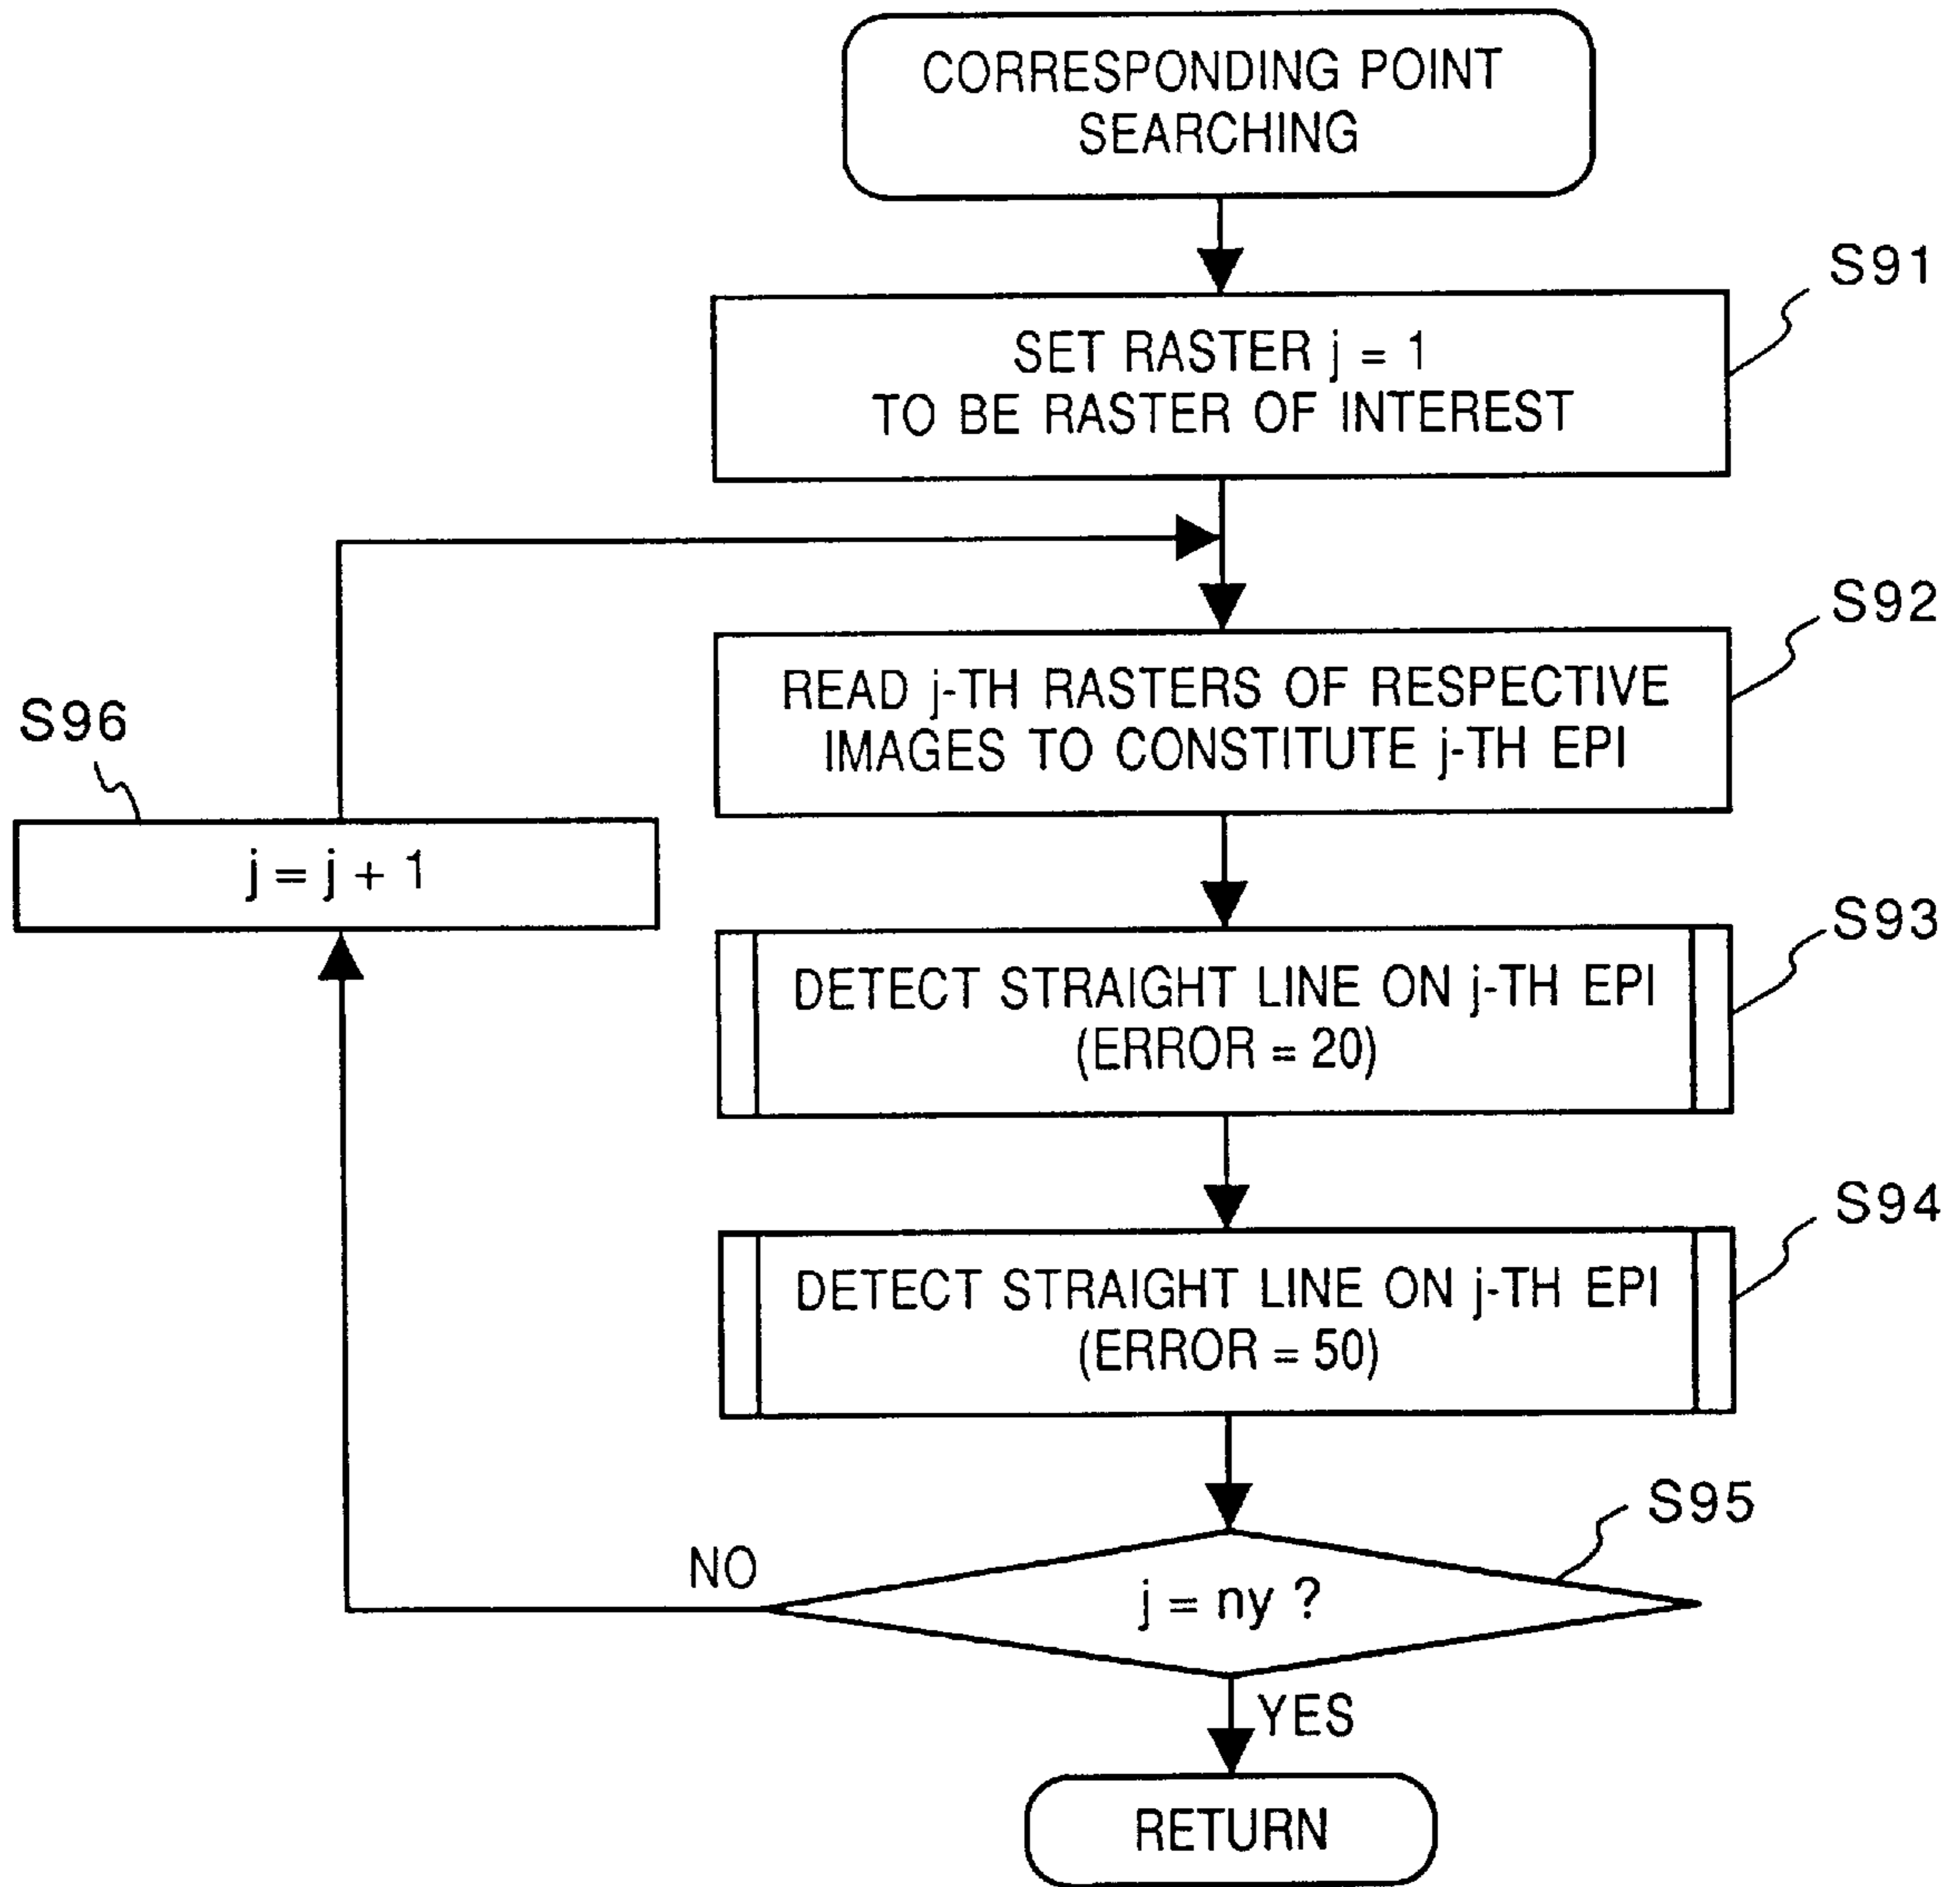 CORRESPONDING POINT
SEARCHING
S91
SET RASTER j = 1
TO BE RASTER OF INTEREST
S92
READ j-TH RASTERS OF RESPECTIVE
IMAGES TO CONSTITUTE j-TH EPI
S96
j = j + 1
S93
DETECT STRAIGHT LINE ON j-TH EPI
(ERROR = 20)
S94
DETECT STRAIGHT LINE ON j-TH EPI
(ERROR = 50)
S95
NO
j = ny ?
YES
RETURN